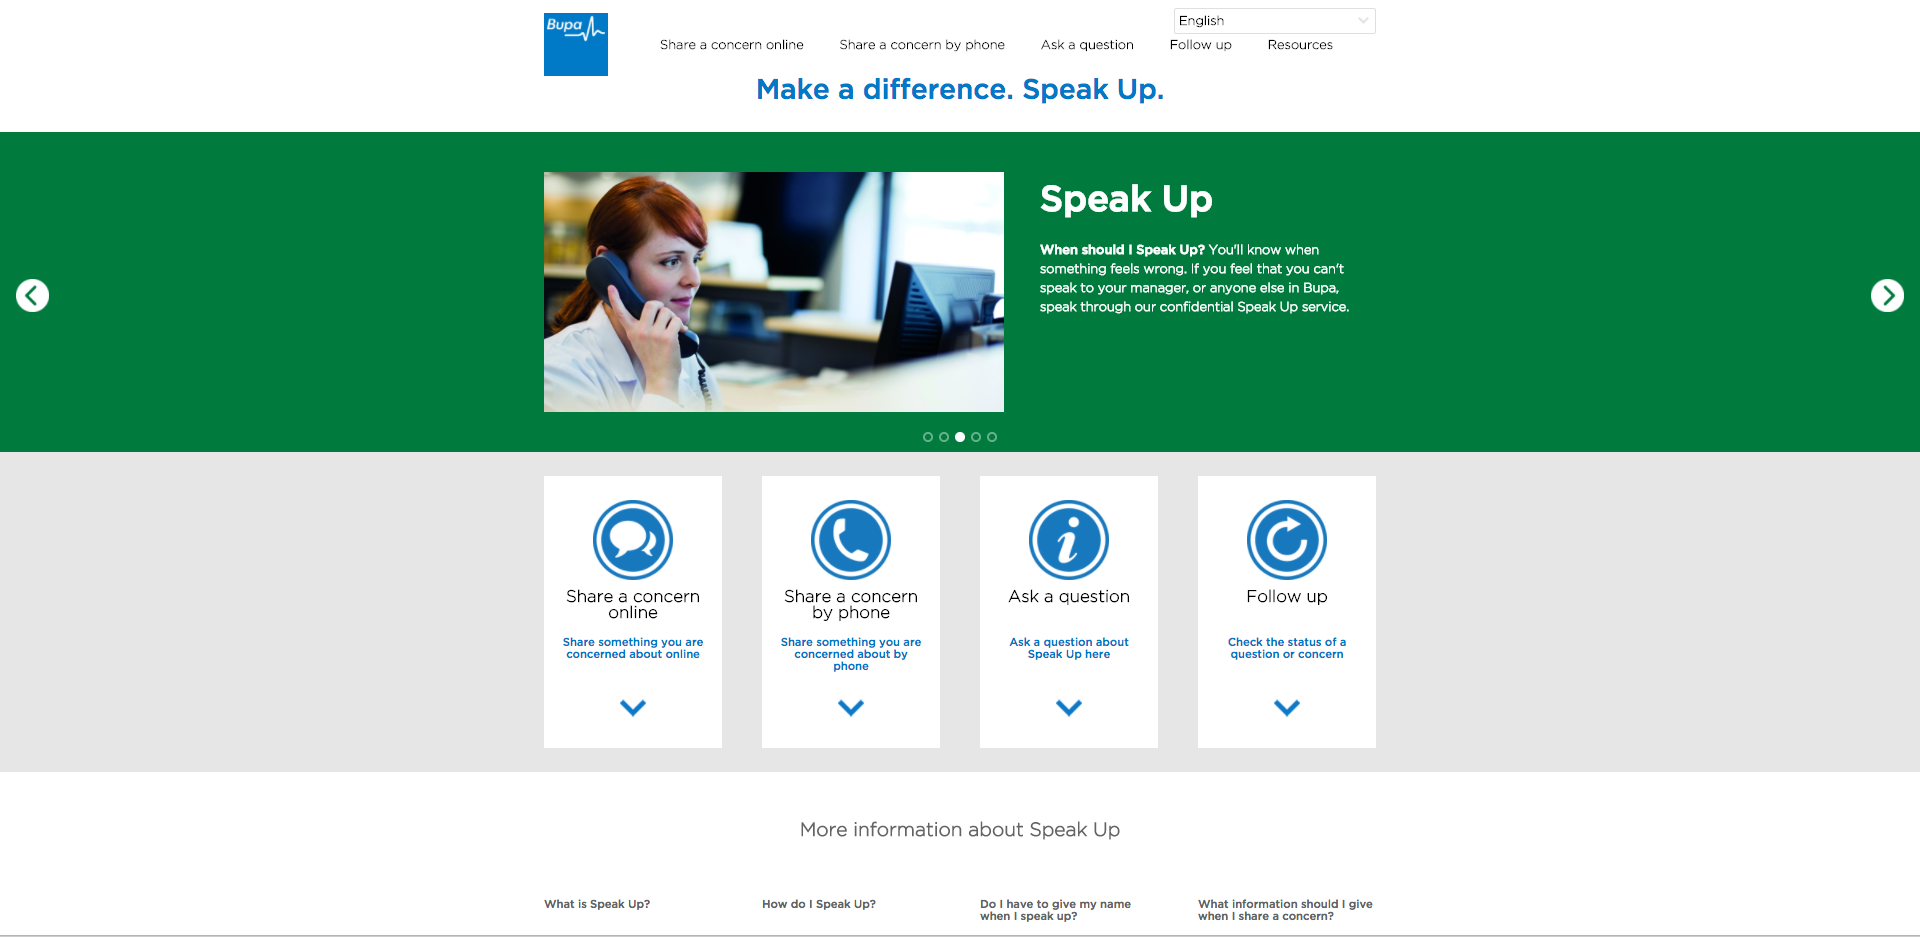 Bupa
English
Share a concern online
Share a concern by phone
Ask a question
Follow up
Resources
Make a difference. Speak Up.
Speak Up
When should I Speak Up? You'll know when
something feels wrong. If you feel that you can't
speak to your manager, or anyone else in Bupa,
speak through our confidential Speak Up service.
Share a concern
online
Share something you are
concerned about online
Share a concern
by phone
Share something you are
concerned about by
phone
Ask a question
Ask a question about
Speak Up here
Follow up
Check the status of a
question or concern
More information about Speak Up
What is Speak Up?
How do I Speak Up?
Do I have to give my name
when I speak up?
What information should I give
when I share a concern?